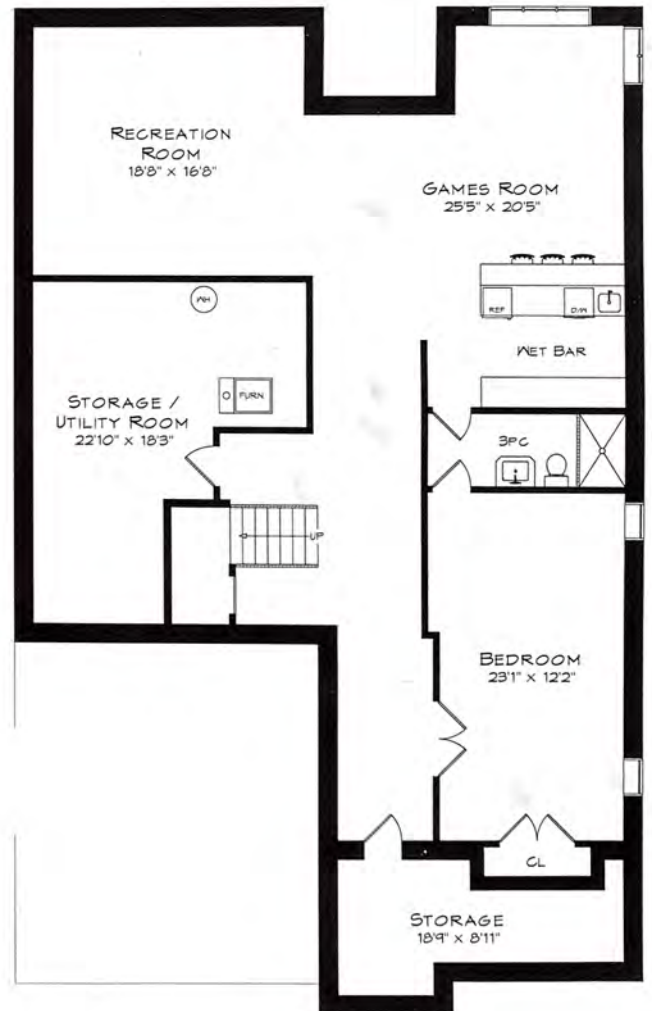 RECREATION
ROOM
18'8" x 16'8"
GAMES ROOM
25'5" x 20'5"
WH
REF
D/W
WET BAR
FURN
STORAGE /
UTILITY ROOM
22'10" x 18'3"
3PC
UP
BEDROOM
23'1" x 12'2"
CL
STORAGE
18'9" x 8'11"